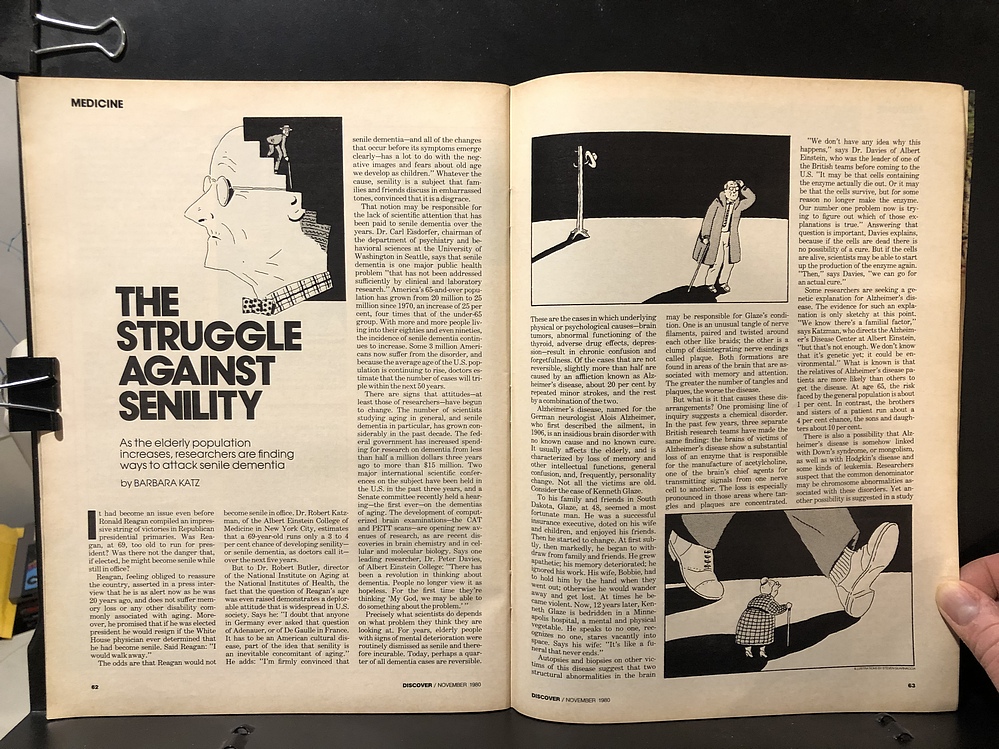 MEDICINE
THE
STRUGGLE
AGAINST
SENILITY
As the elderly population
increases, researchers are finding
ways to attack senile dementia
by BARBARA KATZ
It had become an issue even before
Ronald Reagan compiled an impres-
sive string of victories in Republican
presidential primaries. Was Rea-
gan, at 69, too old to run for pres-
ident? Was there not the danger that,
if elected, he might become senile while
still in office?
Reagan, feeling obliged to reassure
the country, asserted in a press inter-
view that he is as alert now as he was
20 years ago, and does not suffer mem-
ory loss or any other disability com-
monly associated with aging. More-
over, he promised that if he was elected
president he would resign if the White
House physician ever determined that
he had become senile. Said Reagan: "I
would walk away."
The odds are that Reagan would not
become senile in office. Dr. Robert Katz-
man, of the Albert Einstein College of
Medicine in New York City, estimates
that a 69-year-old runs only a 3 to 4
per cent chance of developing senility—
or senile dementia, as doctors call it—
over the next five years.
But to Dr. Robert Butler, director
of the National Institute on Aging at
the National Institutes of Health, the
fact that the question of Reagan's age
was even raised demonstrates a deplor-
able attitude that is widespread in U.S.
society. Says he: "I doubt that anyone
in Germany ever asked that question
of Adenauer, or of De Gaulle in France.
It has to be an American cultural dis-
ease, part of the idea that senility is
an inevitable concomitant of aging."
He adds: "I'm firmly convinced that
senile dementia—and all of the changes
that occur before its symptoms emerge
clearly—has a lot to do with the neg-
ative images and fears about old age
we develop as children." Whatever the
cause, senility is a subject that fam-
ilies and friends discuss in embarrassed
tones, convinced that it is a disgrace.
That notion may be responsible for
the lack of scientific attention that has
been paid to senile dementia over the
years. Dr. Carl Eisdorfer, chairman of
the department of psychiatry and be-
havioral sciences at the University of
Washington in Seattle, says that senile
dementia is one major public health
problem "that has not been addressed
sufficiently by clinical and laboratory
research." America's 65-and-over popu-
lation has grown from 20 million to 25
million since 1970, an increase of 25 per
cent, four times that of the under-65
group. With more and more people liv-
ing into their eighties and even nineties,
the incidence of senile dementia contin-
ues to increase. Some 3 million Ameri-
cans now suffer from the disorder, and
because the average age of the U.S. pop-
ulation is continuing to rise, doctors es-
timate that the number of cases will tri-
ple within the next 50 years.
There are signs that attitudes—at
least those of researchers—have begun
to change. The number of scientists
studying aging in general, and senile
dementia in particular, has grown con-
siderably in the past decade. The fed-
eral government has increased spend-
ing for research on dementia from less
than half a million dollars three years
ago to more than $15 million. Two
major international scientific confer-
ences on the subject have been held in
the U.S. in the past three years, and a
Senate committee recently held a hear-
ing—the first ever—on the dementias
of aging. The development of comput-
erized brain examinations—the CAT
and PETT scans—are opening new av-
enues of research, as are recent dis-
coveries in brain chemistry and in cel-
lular and molecular biology. Says one
leading researcher, Dr. Peter Davies,
of Albert Einstein College: "There has
been a revolution in thinking about
dementia. People no longer view it as
hopeless. For the first time they're
thinking 'My God, we may be able to
do something about the problem.' "
Precisely what scientists do depends
on what problem they think they are
looking at. For years, elderly people
with signs of mental deterioration were
routinely dismissed as senile and there-
fore incurable. Today, perhaps a quar-
ter of all dementia cases are reversible.
62
DISCOVER / NOVEMBER 1980
These are the cases in which underlying
physical or psychological causes—brain
tumors, abnormal functioning of the
thyroid, adverse drug effects, depres-
sion—result in chronic confusion and
forgetfulness. Of the cases that are not
reversible, slightly more than half are
caused by an affliction known as Alz-
heimer's disease, about 20 per cent by
repeated minor strokes, and the rest
by a combination of the two.
Alzheimer's disease, named for the
German neurologist Alois Alzheimer,
who first described the ailment, in
1906, is an insidious brain disorder with
no known cause and no known cure.
It usually affects the elderly, and is
characterized by loss of memory and
other intellectual functions, general
confusion, and, frequently, personality
change. Not all the victims are old.
Consider the case of Kenneth Glaze.
To his family and friends in South
Dakota, Glaze, at 48, seemed a most
fortunate man. He was a successful
insurance executive, doted on his wife
and children, and enjoyed his friends.
Then he started to change. At first sub-
tly, then markedly, he began to with-
draw from family and friends. He grew
apathetic; his memory deteriorated; he
ignored his work. His wife, Bobbie, had
to hold him by the hand when they
went out; otherwise he would wander
away and get lost. At times he be-
came violent. Now, 12 years later, Ken-
neth Glaze is bedridden in a Minne-
apolis hospital, a mental and physical
vegetable. He speaks to no one, rec-
ognizes no one, stares vacantly into
space. Says his wife: "It's like a fu-
neral that never ends."
Autopsies and biopsies on other vic-
tims of this disease suggest that two
structural abnormalities in the brain
may be responsible for Glaze's condi-
tion. One is an unusual tangle of nerve
filaments, paired and twisted around
each other like braids; the other is a
clump of disintegrating nerve endings
called plaque. Both formations are
found in areas of the brain that are as-
sociated with memory and attention.
The greater the number of tangles and
plaques, the worse the disease.
But what is it that causes these dis-
arrangements? One promising line of
inquiry suggests a chemical disorder.
In the past few years, three separate
British research teams have made the
same finding: the brains of victims of
Alzheimer's disease show a substantial
loss of an enzyme that is responsible
for the manufacture of acetylcholine,
one of the brain's chief agents for
transmitting signals from one nerve
cell to another. The loss is especially
pronounced in those areas where tan-
gles and plaques are concentrated.
"We don't have any idea why this
happens," says Dr. Davies of Albert
Einstein, who was the leader of one of
the British teams before coming to the
U.S. "It may be that cells containing
the enzyme actually die out. Or it may
be that the cells survive, but for some
reason no longer make the enzyme.
Our number one problem now is try-
ing to figure out which of those ex-
planations is true." Answering that
question is important, Davies explains,
because if the cells are dead there is
no possibility of a cure. But if the cells
are alive, scientists may be able to start
up the production of the enzyme again.
"Then," says Davies, "we can go for
an actual cure."
Some researchers are seeking a ge-
netic explanation for Alzheimer's dis-
ease. The evidence for such an expla-
nation is only sketchy at this point.
"We know there's a familial factor,"
says Katzman, who directs the Alzheim-
er's Disease Center at Albert Einstein,
"but that's not enough. We don't know
that it's genetic yet; it could be en-
vironmental." What is known is that
the relatives of Alzheimer's disease pa-
tients are more likely than others to
get the disease. At age 65, the risk
faced by the general population is about
1 per cent. In contrast, the brothers
and sisters of a patient run about a
4 per cent chance, the sons and daugh-
ters about 10 per cent.
There is also a possibility that Alz-
heimer's disease is somehow linked
with Down's syndrome, or mongolism,
as well as with Hodgkin's disease and
some kinds of leukemia. Researchers
suspect that the common denominator
may be chromosome abnormalities as-
sociated with these disorders. Yet an-
other possibility is suggested in a study
DISCOVER / NOVEMBER 1980
63